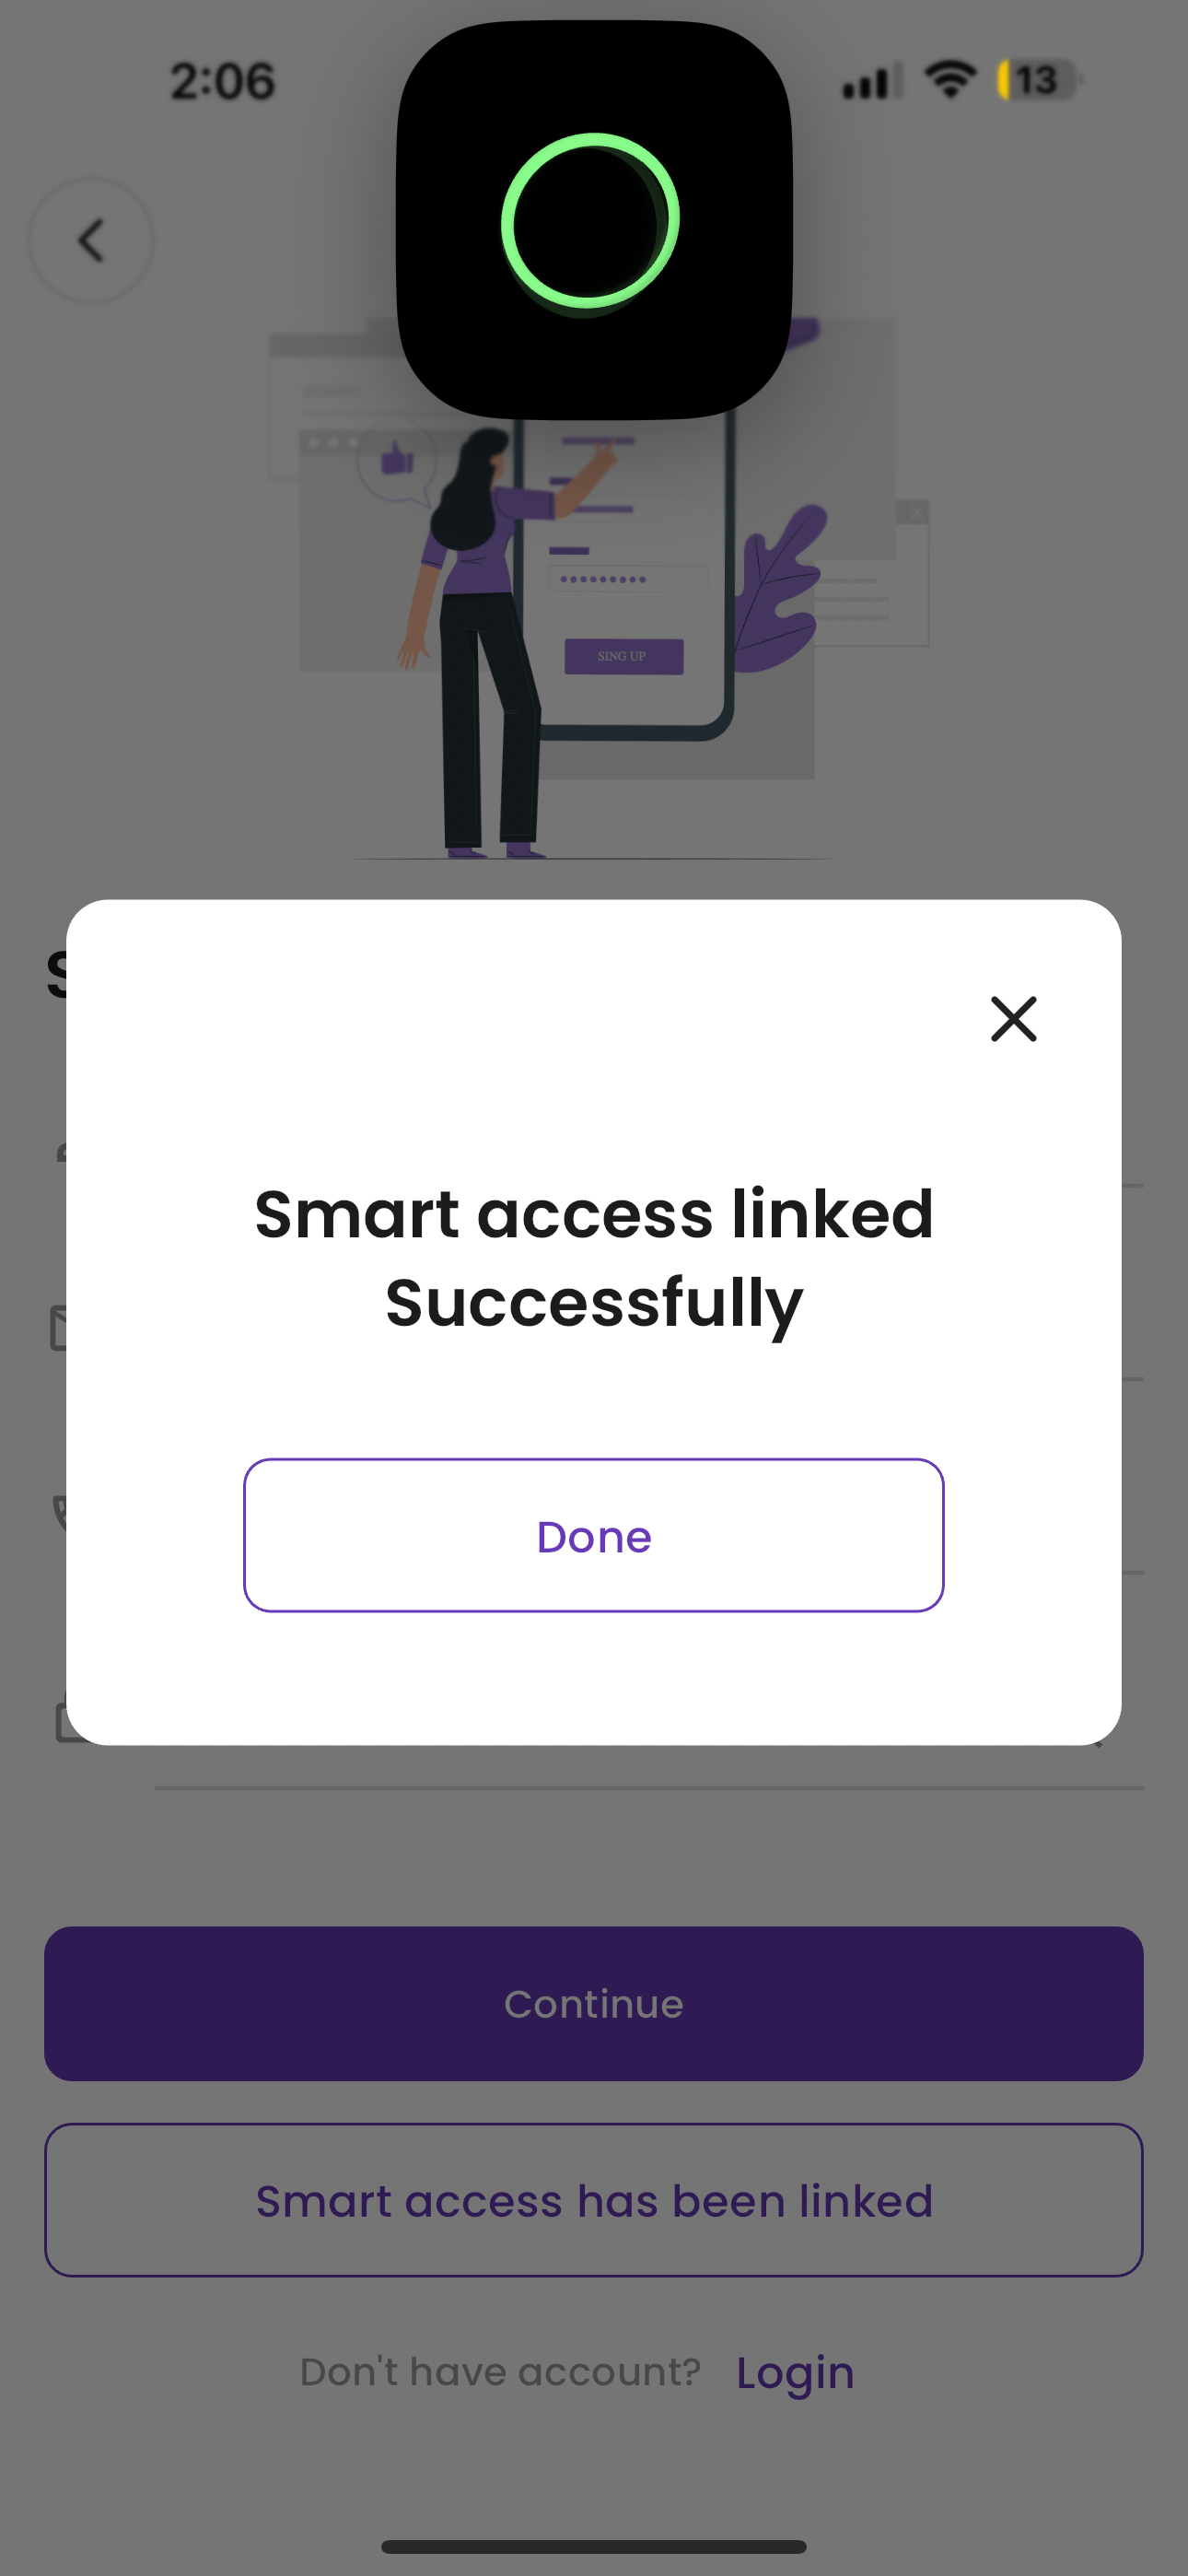 2:06
13
SING UP
S
Smart access linked
Successfully
Done
Continue
Smart access has been linked
Don't have account? Login